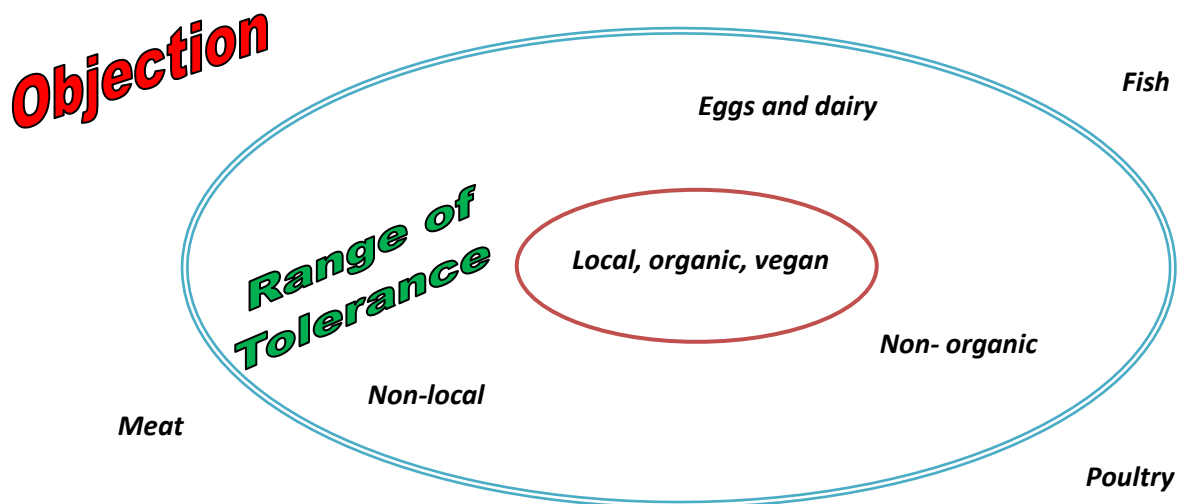 Objection
Fish
Eggs and dairy
Range of
Tolerance
Local, organic, vegan
Non- organic
Non-local
Meat
Poultry